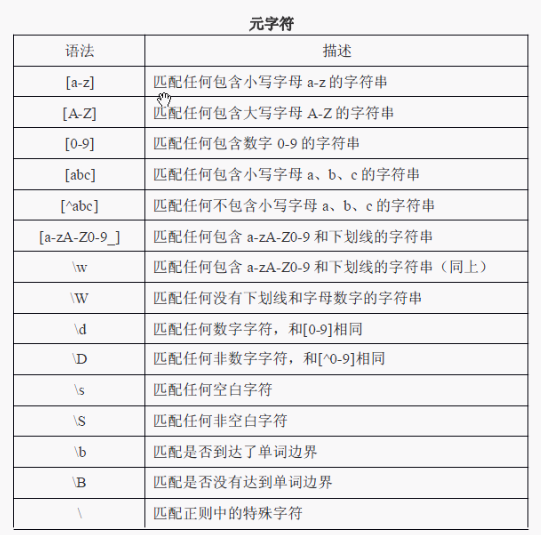 元字符
语法 描述
[a-z] 匹配任何包含小写字母 a-z 的字符串
[A-Z] 匹配任何包含大写字母 A-Z 的字符串
[0-9] 匹配任何包含数字 0-9 的字符串
[abc] 匹配任何包含小写字母 a、b、c 的字符串
[^abc] 匹配任何不包含小写字母 a、b、c 的字符串
[a-zA-Z0-9_] 匹配任何包含 a-zA-Z0-9 和下划线的字符串
\w 匹配任何包含 a-zA-Z0-9 和下划线的字符串（同上）
\W 匹配任何没有下划线和字母数字的字符串
\d 匹配任何数字字符，和[0-9]相同
\D 匹配任何非数字字符，和[^0-9]相同
\s 匹配任何空白字符
\S 匹配任何非空白字符
\b 匹配是否到达了单词边界
\B 匹配是否没有达到单词边界
\ 匹配正则中的特殊字符